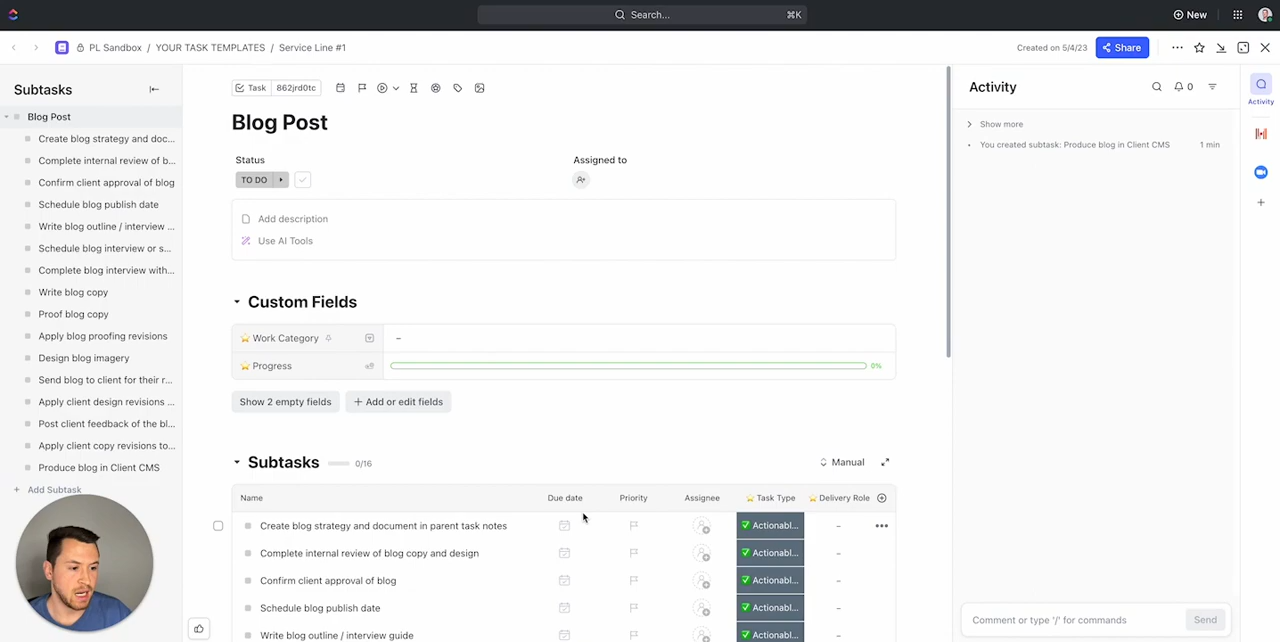 Search...
⌘K
New
PL Sandbox / YOUR TASK TEMPLATES / Service Line #1
Created on 5/4/23
Share
Subtasks
Blog Post
Create blog strategy and doc...
Complete internal review of b...
Confirm client approval of blog
Schedule blog publish date
Write blog outline / interview ...
Schedule blog interview or s...
Complete blog interview with...
Write blog copy
Proof blog copy
Apply blog proofing revisions
Design blog imagery
Send blog to client for their r...
Apply client design revisions ...
Post client feedback of the bl...
Apply client copy revisions to...
Produce blog in Client CMS
+ Add Subtask
Task 862jrd0tc
Blog Post
Status
Assigned to
TO DO
Add description
Use AI Tools
Custom Fields
⭐ Work Category
–
⭐ Progress
0%
Show 2 empty fields
+ Add or edit fields
Subtasks
0/16
Manual
Name
Due date
Priority
Assignee
⭐ Task Type
⭐ Delivery Role
Create blog strategy and document in parent task notes
✅ Actionabl...
–
Complete internal review of blog copy and design
✅ Actionabl...
–
Confirm client approval of blog
✅ Actionabl...
–
Schedule blog publish date
✅ Actionabl...
–
Write blog outline / interview guide
✅ Actionabl...
–
Activity
0
Show more
• You created subtask: Produce blog in Client CMS
1 min
Comment or type '/' for commands
Send
Activity